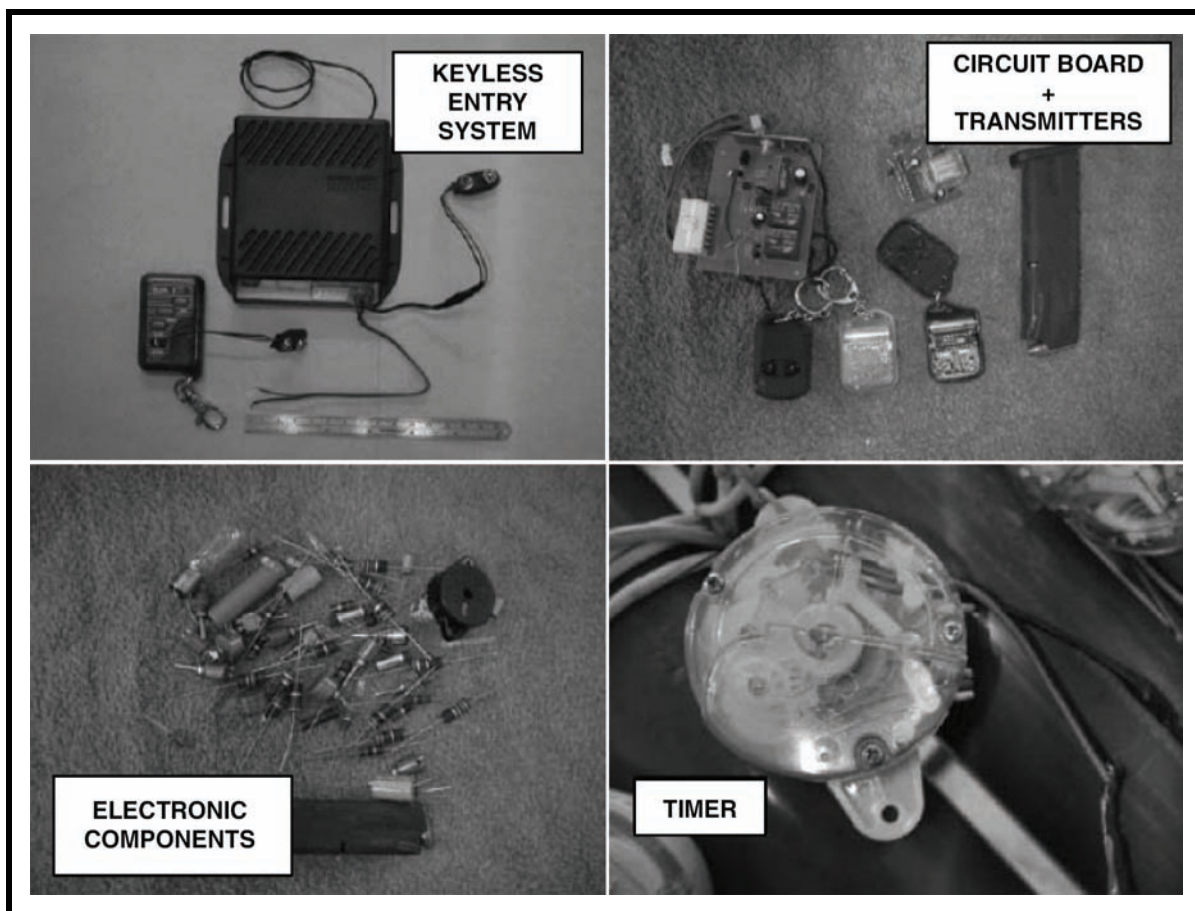 KEYLESS
ENTRY
SYSTEM
CIRCUIT BOARD
+
TRANSMITTERS
ELECTRONIC
COMPONENTS
TIMER